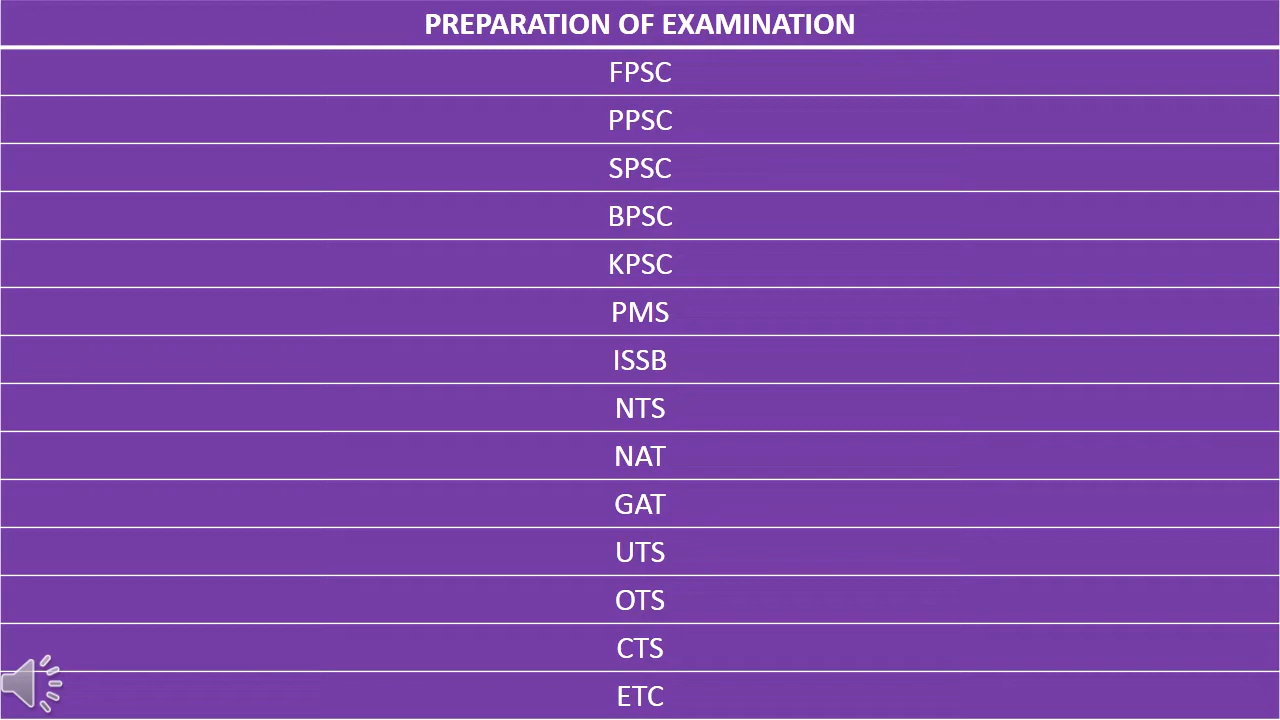 PREPARATION OF EXAMINATION
FPSC
PPSC
SPSC
BPSC
KPSC
PMS
ISSB
NTS
NAT
GAT
UTS
OTS
CTS
ETC